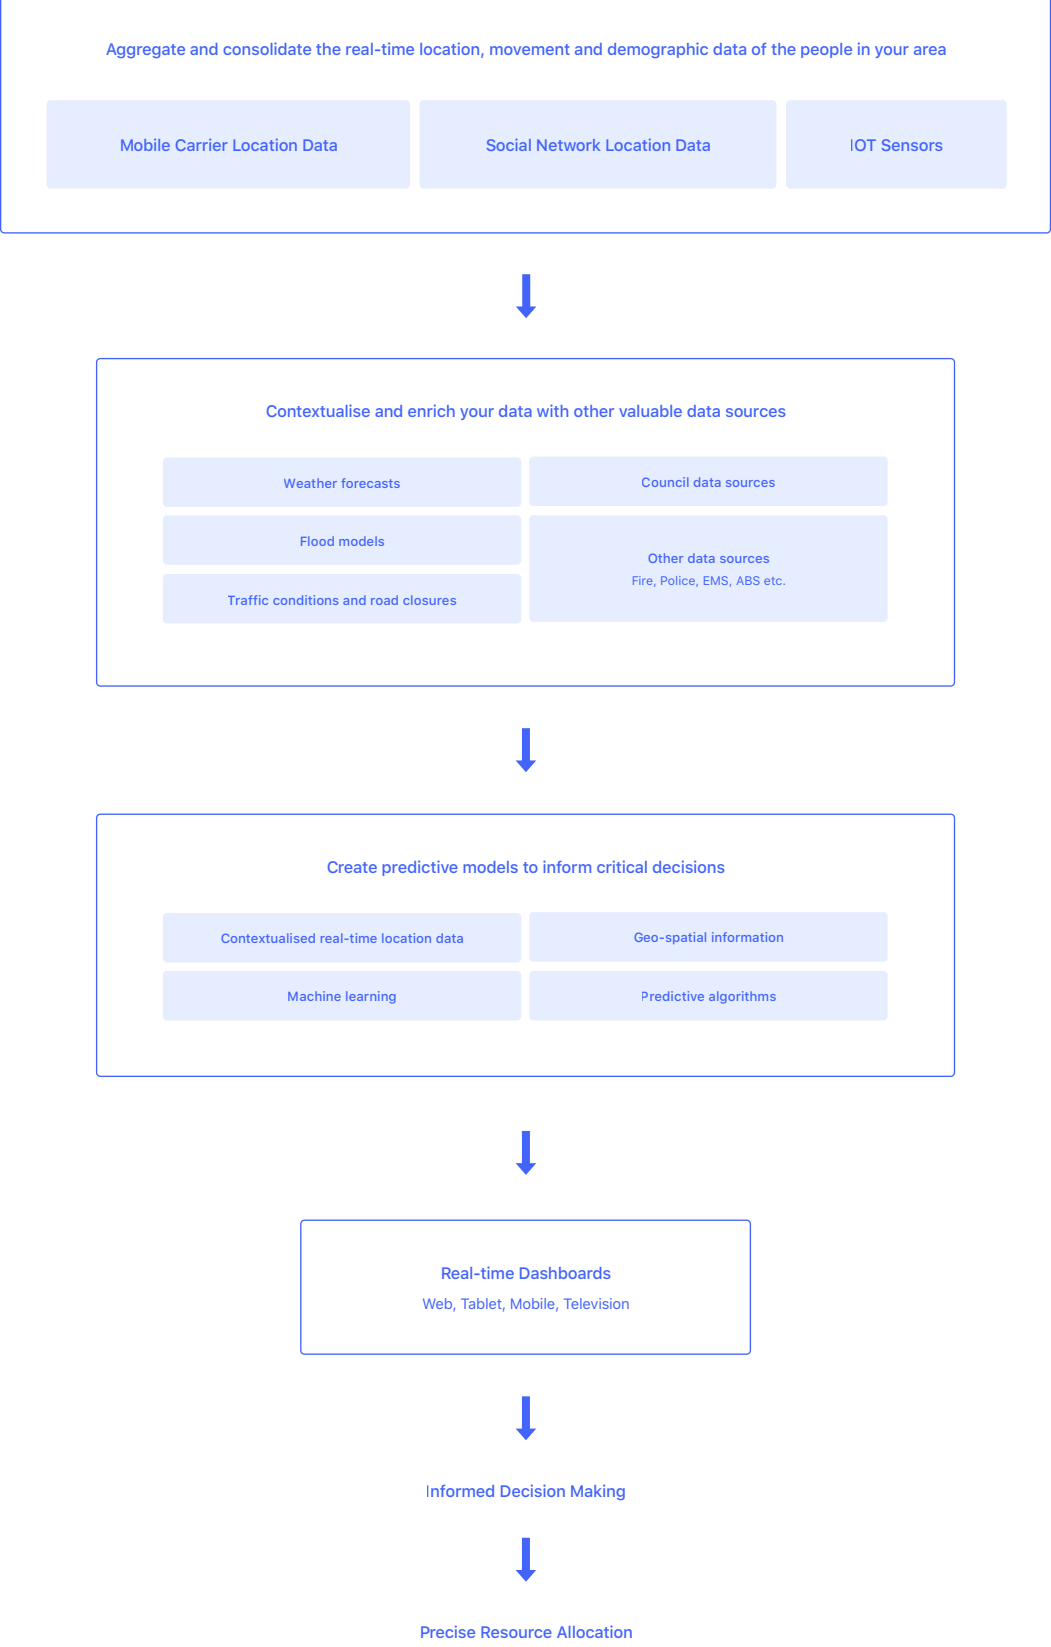 Aggregate and consolidate the real-time location, movement and demographic data of the people in your area
Mobile Carrier Location Data
Social Network Location Data
IOT Sensors
Contextualise and enrich your data with other valuable data sources
Weather forecasts
Council data sources
Flood models
Other data sources
Fire, Police, EMS, ABS etc.
Traffic conditions and road closures
Create predictive models to inform critical decisions
Contextualised real-time location data
Geo-spatial information
Machine learning
Predictive algorithms
Real-time Dashboards
Web, Tablet, Mobile, Television
Informed Decision Making
Precise Resource Allocation